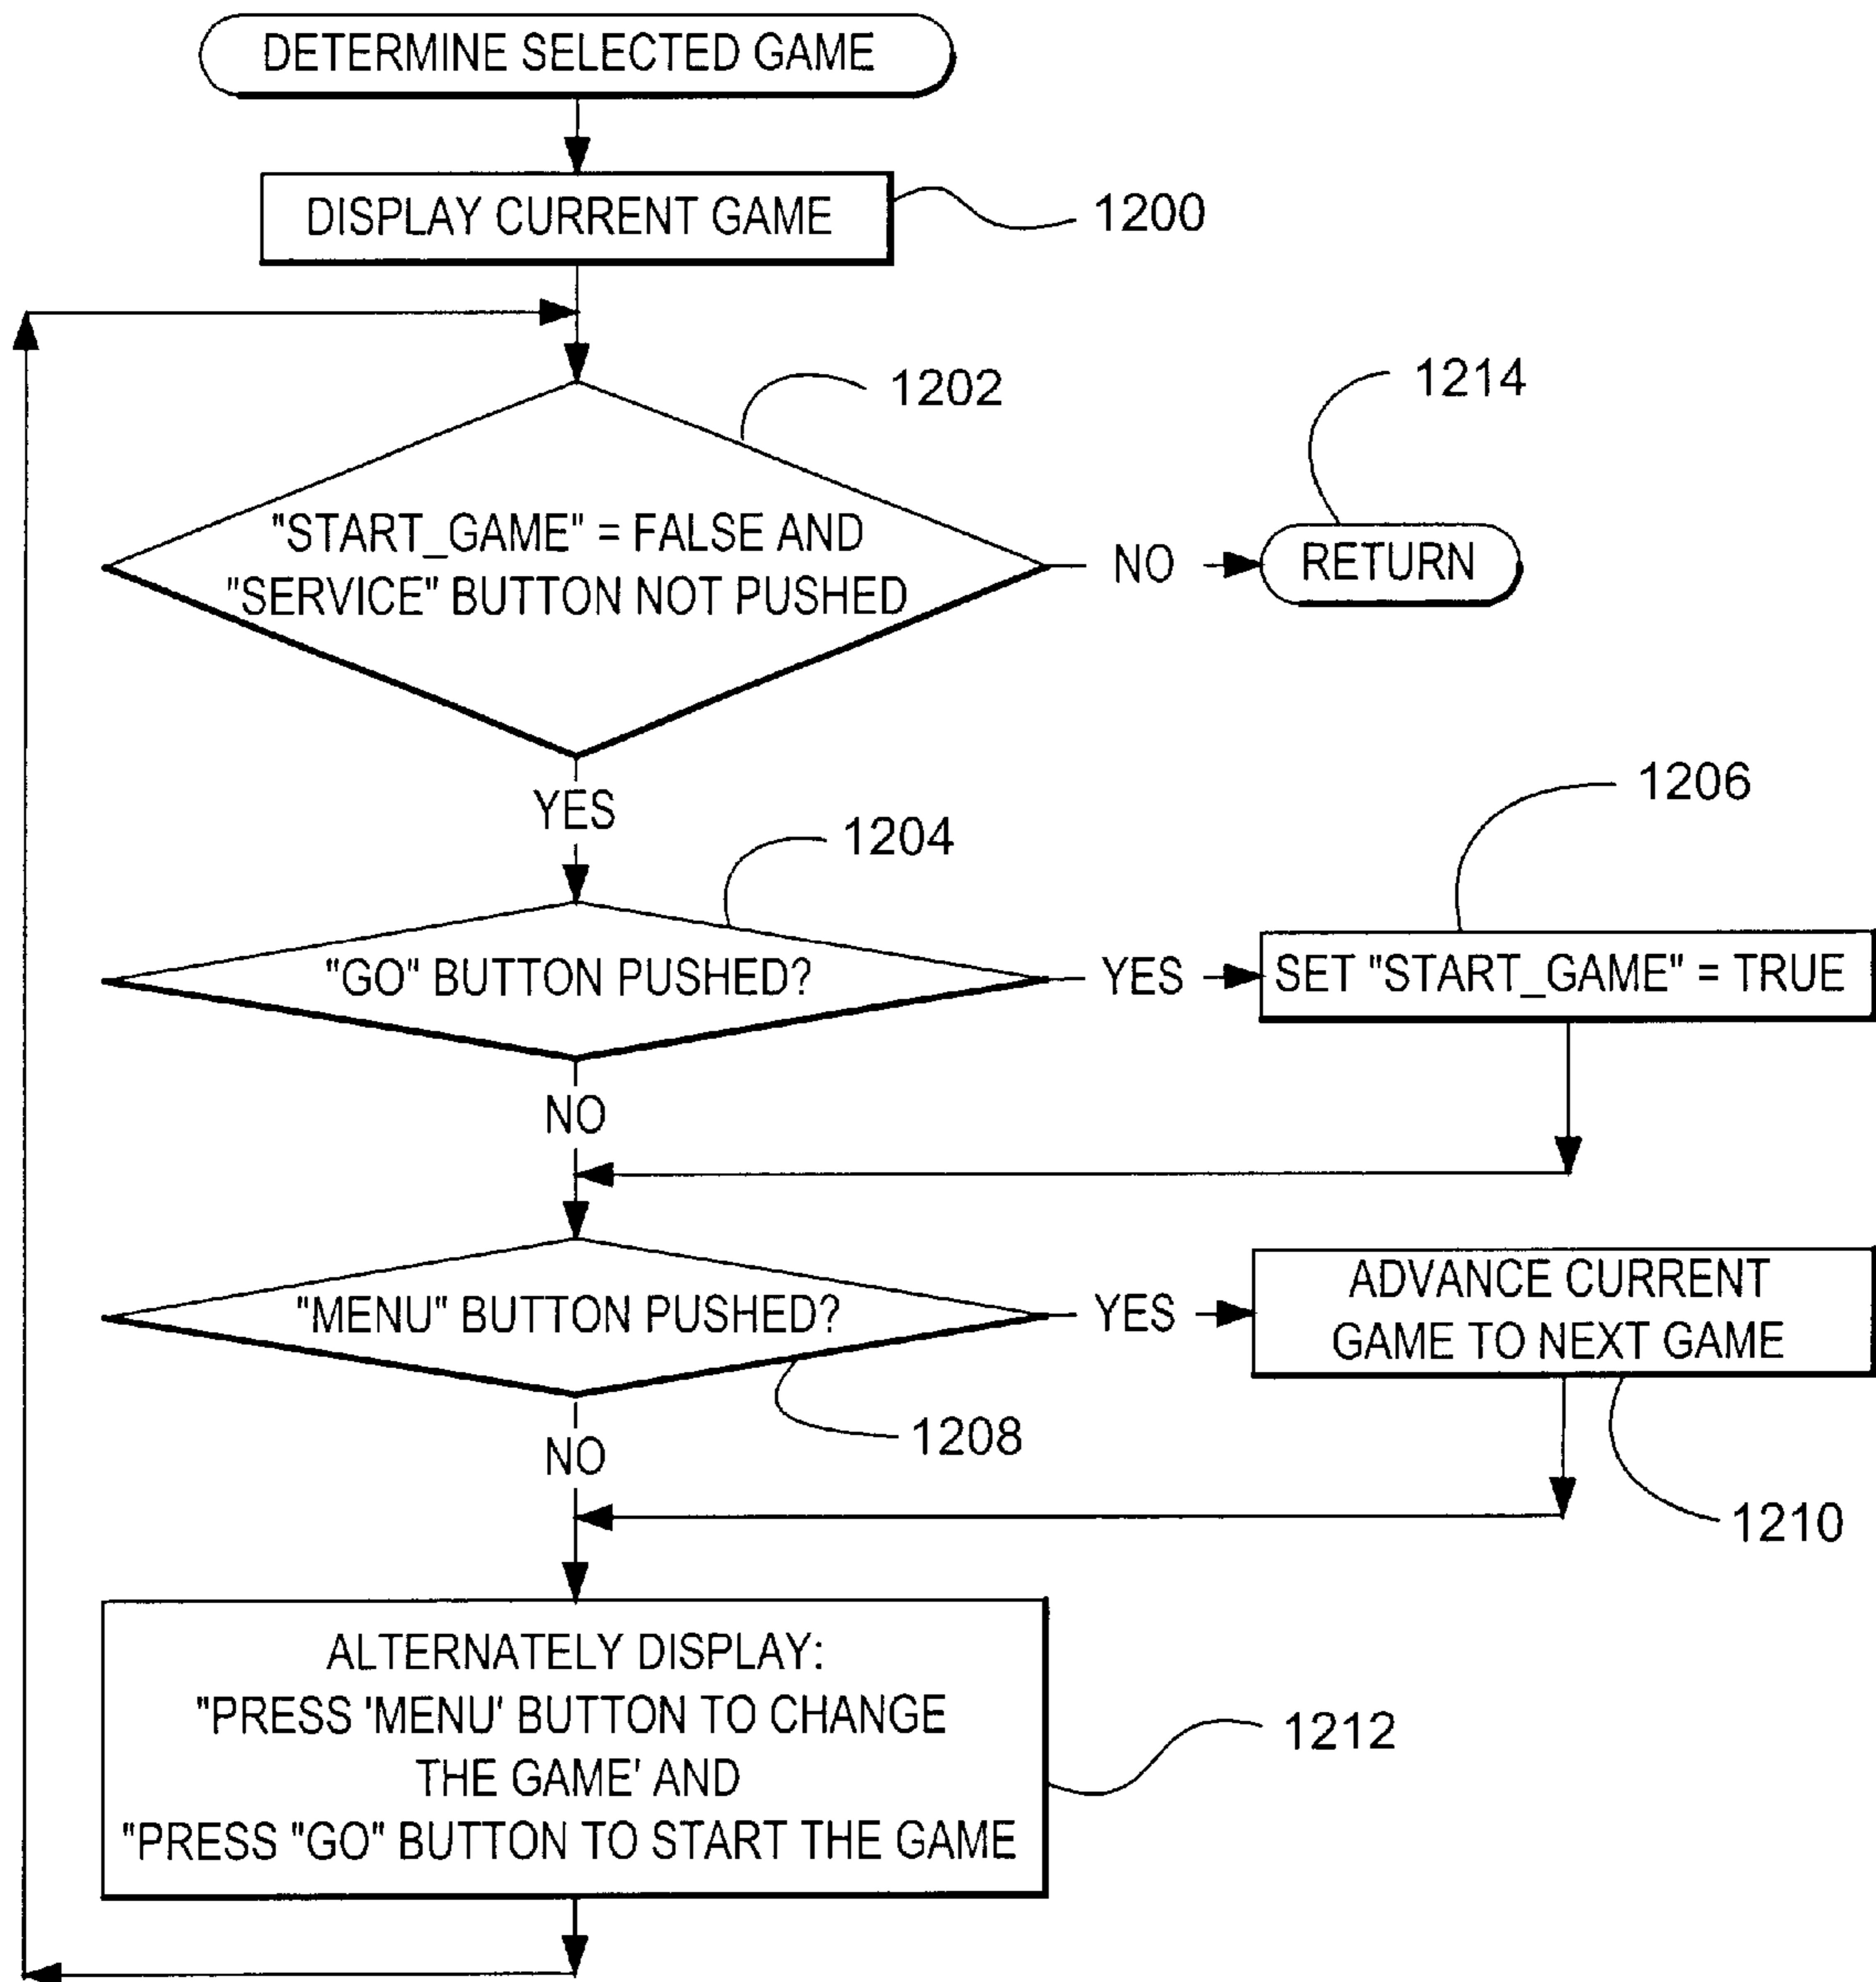 DETERMINE SELECTED GAME
DISPLAY CURRENT GAME
1200
1202
1214
"START_GAME" = FALSE AND
"SERVICE" BUTTON NOT PUSHED
NO
RETURN
YES
1204
1206
"GO" BUTTON PUSHED?
YES
SET "START_GAME" = TRUE
NO
"MENU" BUTTON PUSHED?
YES
ADVANCE CURRENT
GAME TO NEXT GAME
1208
NO
1210
ALTERNATELY DISPLAY:
"PRESS 'MENU' BUTTON TO CHANGE
THE GAME' AND
"PRESS "GO" BUTTON TO START THE GAME
1212